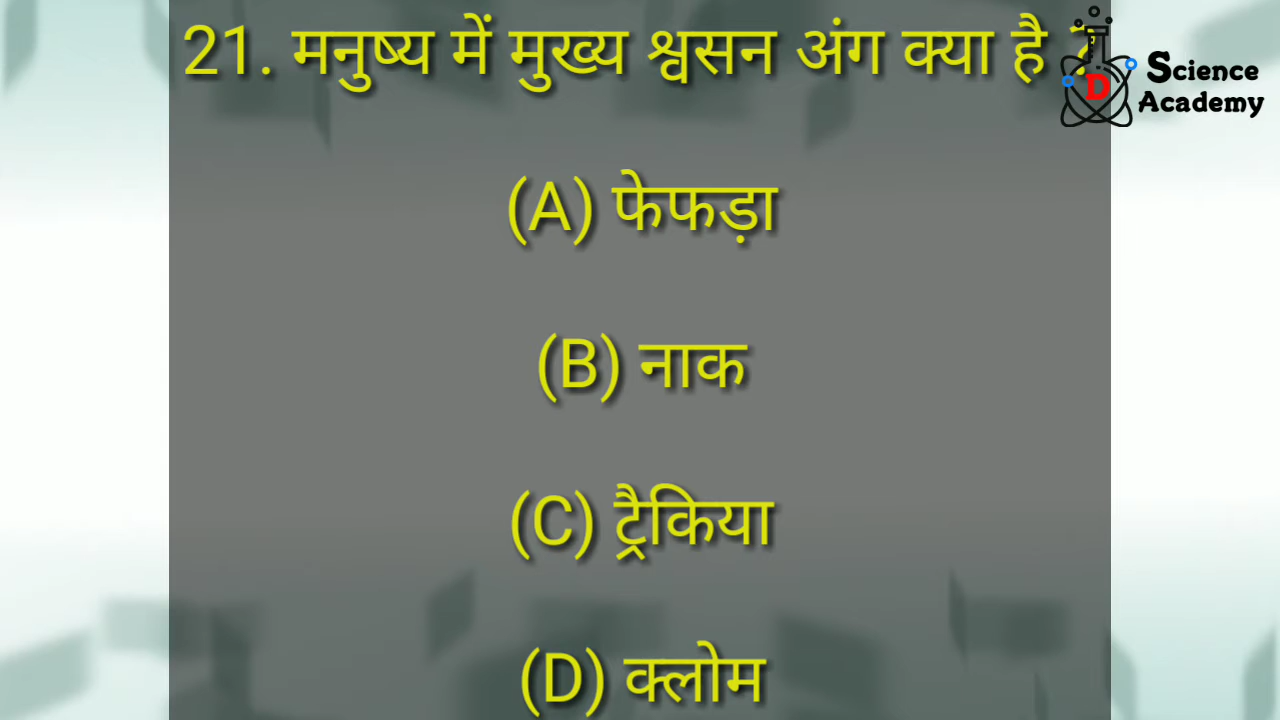 21. मनुष्य में मुख्य श्वसन अंग क्या है ?
D Science
Academy
(A) फेफड़ा
(B) नाक
(C) ट्रैकिया
(D) क्लोम